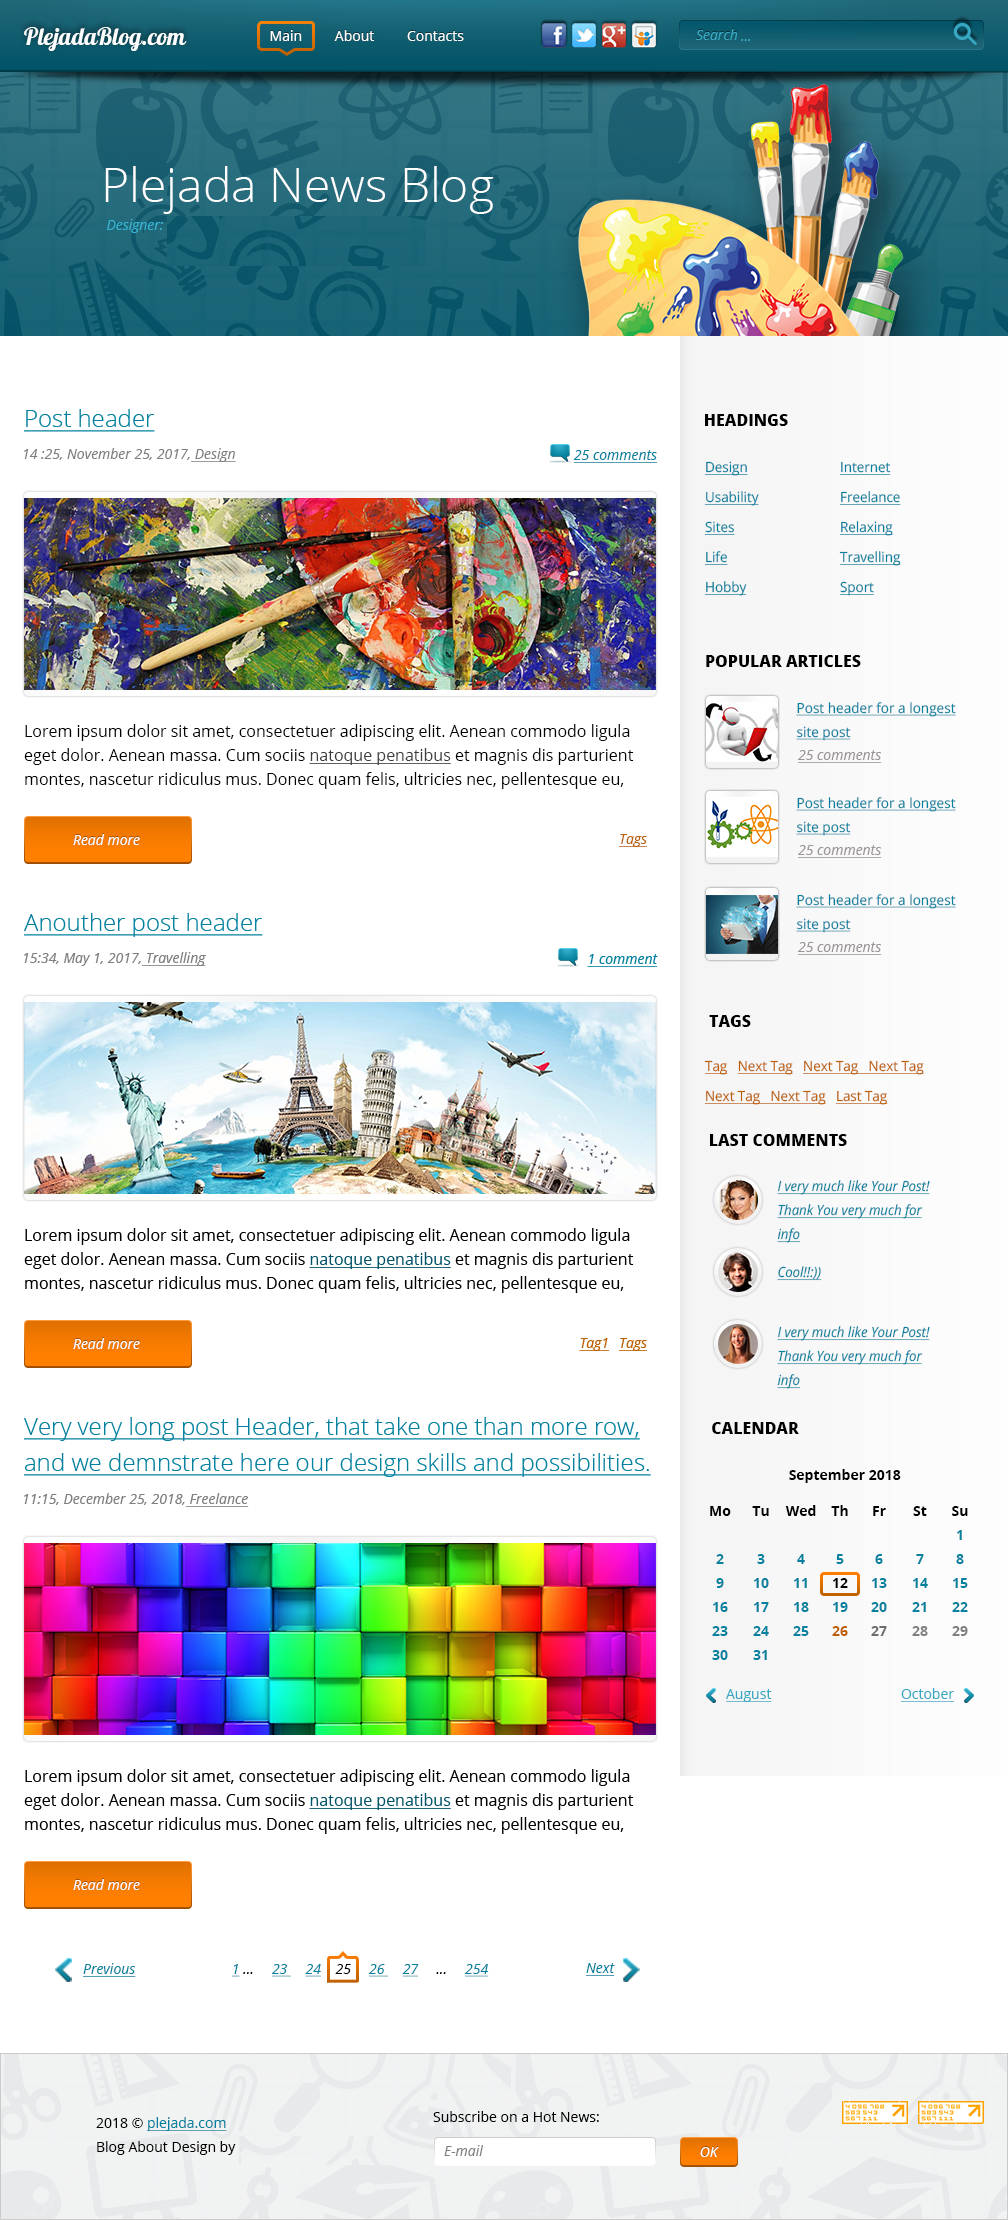 PlejadaBlog.com
Main About Contacts
Search ...
Plejada News Blog
Designer:
Post header
14 :25, November 25, 2017, Design
25 comments
Lorem ipsum dolor sit amet, consectetuer adipiscing elit. Aenean commodo ligula
eget dolor. Aenean massa. Cum sociis natoque penatibus et magnis dis parturient
montes, nascetur ridiculus mus. Donec quam felis, ultricies nec, pellentesque eu,
Read more
Tags
Anouther post header
15:34, May 1, 2017, Travelling
1 comment
Lorem ipsum dolor sit amet, consectetuer adipiscing elit. Aenean commodo ligula
eget dolor. Aenean massa. Cum sociis natoque penatibus et magnis dis parturient
montes, nascetur ridiculus mus. Donec quam felis, ultricies nec, pellentesque eu,
Read more
Tag1 Tags
Very very long post Header, that take one than more row,
and we demnstrate here our design skills and possibilities.
11:15, December 25, 2018, Freelance
Lorem ipsum dolor sit amet, consectetuer adipiscing elit. Aenean commodo ligula
eget dolor. Aenean massa. Cum sociis natoque penatibus et magnis dis parturient
montes, nascetur ridiculus mus. Donec quam felis, ultricies nec, pellentesque eu,
Read more
Previous 1 ... 23 24 25 26 27 ... 254 Next
HEADINGS
Design Internet
Usability Freelance
Sites Relaxing
Life Travelling
Hobby Sport
POPULAR ARTICLES
Post header for a longest
site post
25 comments
Post header for a longest
site post
25 comments
Post header for a longest
site post
25 comments
TAGS
Tag Next Tag Next Tag Next Tag
Next Tag Next Tag Last Tag
LAST COMMENTS
I very much like Your Post!
Thank You very much for
info
Cool!!:))
I very much like Your Post!
Thank You very much for
info
CALENDAR
September 2018
Mo Tu Wed Th Fr St Su
1
2 3 4 5 6 7 8
9 10 11 12 13 14 15
16 17 18 19 20 21 22
23 24 25 26 27 28 29
30 31
August October
2018 © plejada.com
Blog About Design by
Subscribe on a Hot News:
E-mail
OK